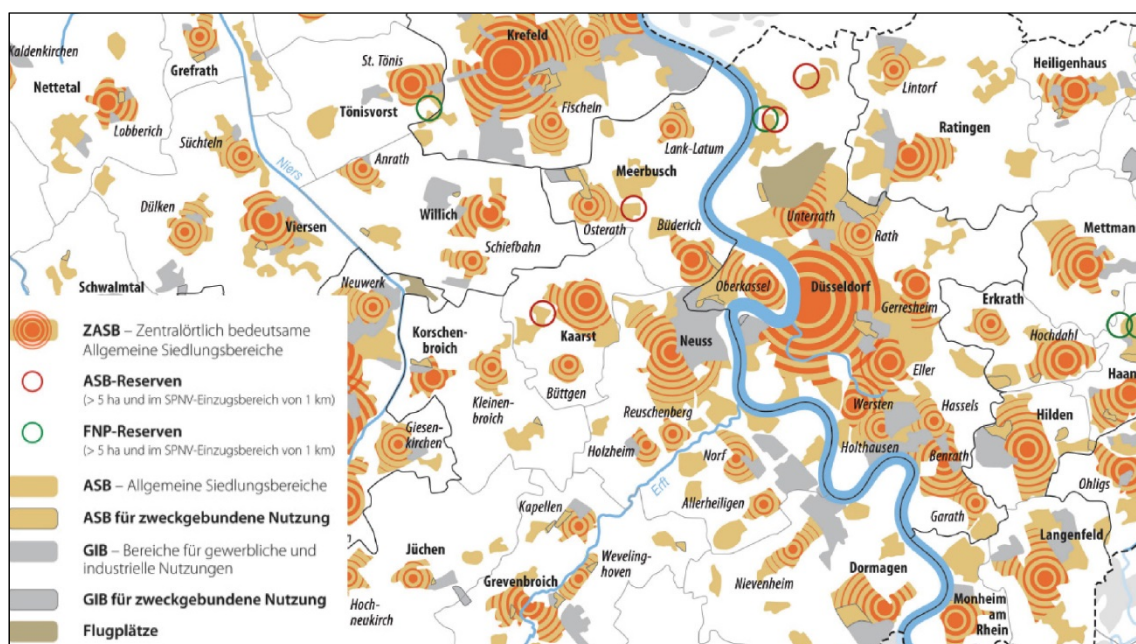 Kaldenkirchen
Nettetal
Lobberich
Grefrath
Süchteln
Niers
Dülken
Viersen
Schwalmtal
St. Tönis
Tönisvorst
Krefeld
Fischeln
Anrath
Willich
Schiefbahn
Neuwerk
Lank-Latum
Meerbusch
Osterath
Büderich
Lintorf
Ratingen
Heiligenhaus
Unterrath
Rath
Mettmann
Oberkassel
Düsseldorf
Gerresheim
Erkrath
Hochdahl
Haan
Korschen-
broich
Kaarst
Neuss
Kleinen-
broich
Büttgen
Eller
Giesen-
kirchen
Reuschenberg
Wersten
Hassels
Hilden
Holzheim
Norf
Holthausen
Benrath
Ohligs
Erft
Allerheiligen
Garath
Kapellen
Langenfeld
Jüchen
Weveling-
hoven
Grevenbroich
Nievenheim
Dormagen
Hoch-
neukirch
Monheim
am
Rhein
ZASB – Zentralörtlich bedeutsame
Allgemeine Siedlungsbereiche
ASB-Reserven
(> 5 ha und im SPNV-Einzugsbereich von 1 km)
FNP-Reserven
(> 5 ha und im SPNV-Einzugsbereich von 1 km)
ASB – Allgemeine Siedlungsbereiche
ASB für zweckgebundene Nutzung
GIB – Bereiche für gewerbliche und
industrielle Nutzungen
GIB für zweckgebundene Nutzung
Flugplätze